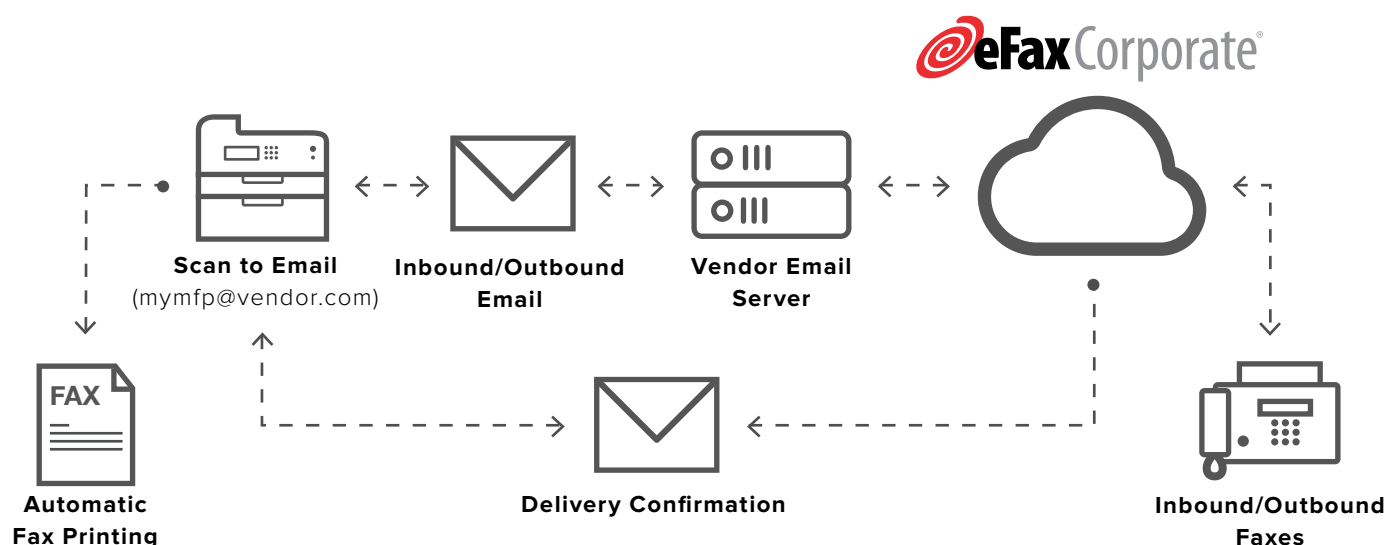 eFax Corporate®
Scan to Email
(mymfp@vendor.com)
Inbound/Outbound
Email
Vendor Email
Server
FAX
Automatic
Fax Printing
Delivery Confirmation
Inbound/Outbound
Faxes